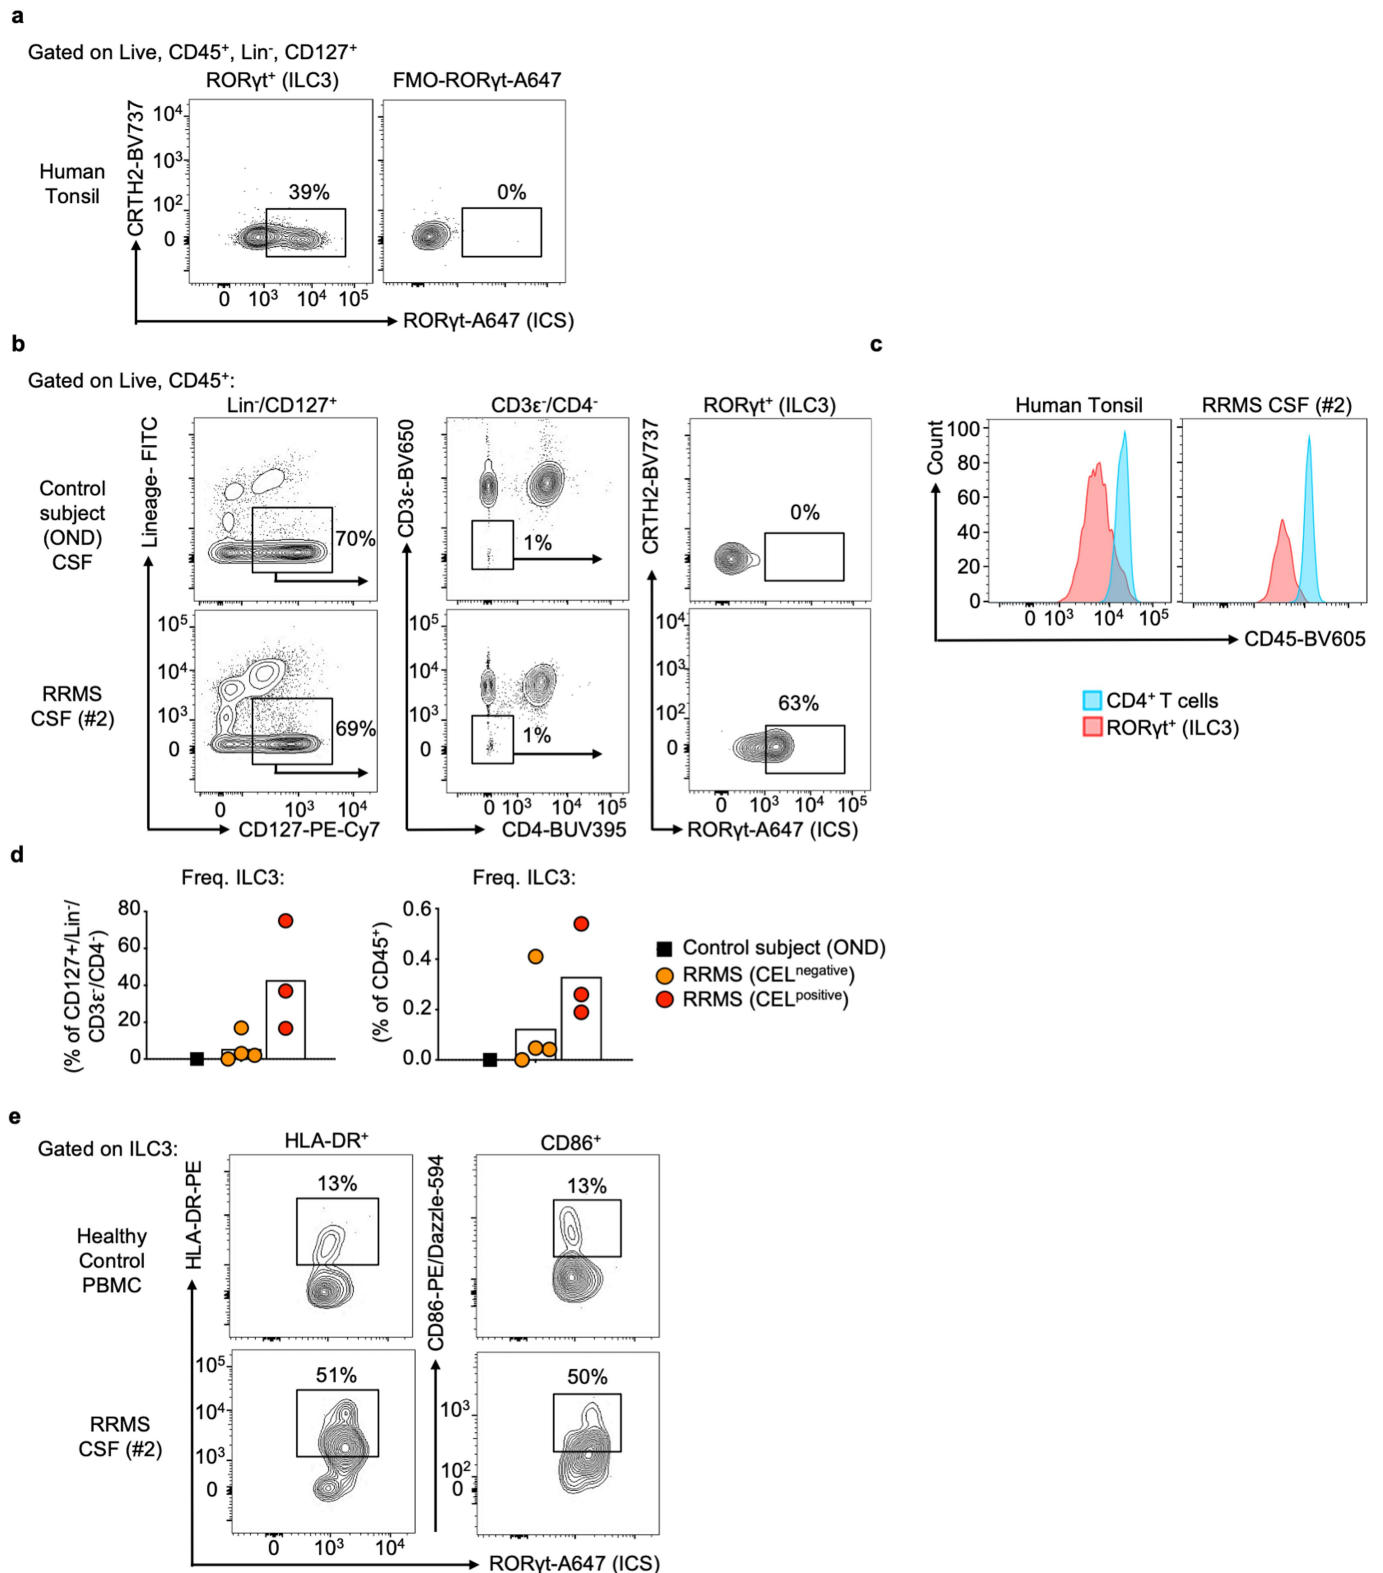 a
Gated on Live, CD45⁺, Lin⁻, CD127⁺
RORγt⁺ (ILC3)
FMO-RORγt-A647
Human
Tonsil
CRTH2-BV737
10⁴
10³
10²
0
39%
0%
0 10³ 10⁴ 10⁵
RORγt-A647 (ICS)
b
Gated on Live, CD45⁺:
Lin⁻/CD127⁺
CD3ε⁻/CD4⁻
RORγt⁺ (ILC3)
Control
subject
(OND)
CSF
Lineage- FITC
70%
CD3ε-BV650
1%
CRTH2-BV737
0%
RRMS
CSF (#2)
10⁵
10⁴
10³
0
69%
10⁵
10⁴
10³
0
1%
10⁴
10³
10²
0
63%
0 10³ 10⁴
CD127-PE-Cy7
0 10³ 10⁴ 10⁵
CD4-BUV395
0 10³ 10⁴ 10⁵
RORγt-A647 (ICS)
c
Human Tonsil
RRMS CSF (#2)
Count
100
80
60
40
20
0
0 10³ 10⁴ 10⁵
CD45-BV605
CD4⁺ T cells
RORγt⁺ (ILC3)
d
Freq. ILC3:
(% of CD127+/Lin⁻/
CD3ε⁻/CD4⁻)
80
60
40
20
0
Freq. ILC3:
(% of CD45⁺)
0.6
0.4
0.2
0.0
Control subject (OND)
RRMS (CELⁿᵉᵍᵃᵗⁱᵛᵉ)
RRMS (CELᵖᵒˢⁱᵗⁱᵛᵉ)
e
Gated on ILC3:
HLA-DR⁺
CD86⁺
Healthy
Control
PBMC
HLA-DR-PE
13%
CD86-PE/Dazzle-594
13%
RRMS
CSF (#2)
10⁵
10⁴
10³
0
51%
10³
10²
0
50%
0 10³ 10⁴
RORγt-A647 (ICS)